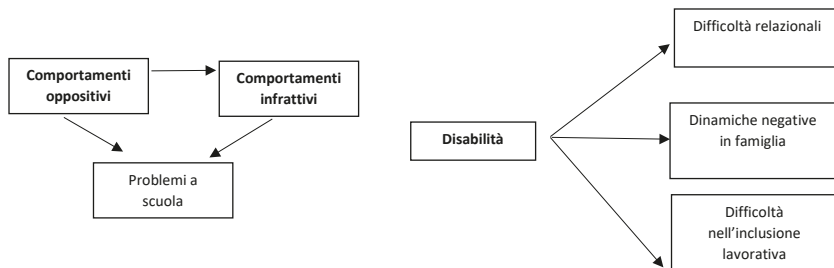 Comportamenti
oppositivi
Comportamenti
infrattivi
Problemi a
scuola
Disabilità
Difficoltà relazionali
Dinamiche negative
in famiglia
Difficoltà
nell’inclusione
lavorativa